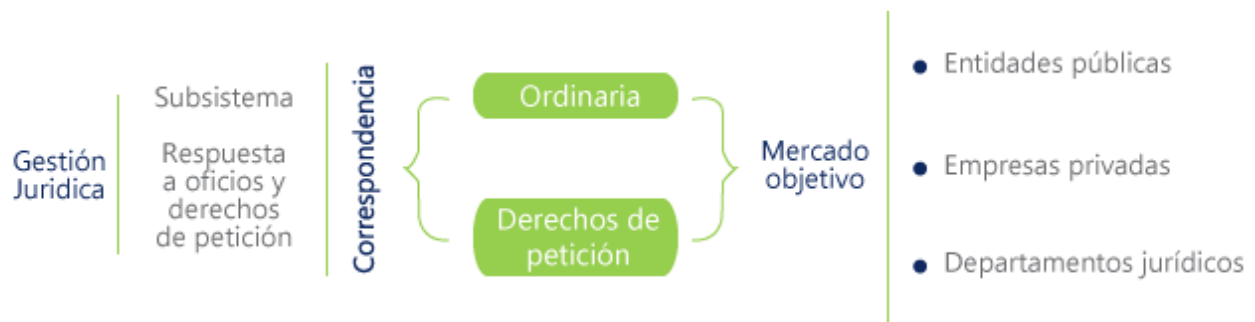 Gestión
Juridica
Subsistema
Respuesta
a oficios y
derechos
de petición
Correspondencia
Ordinaria
Derechos de
petición
Mercado
objetivo
Entidades públicas
Empresas privadas
Departamentos jurídicos